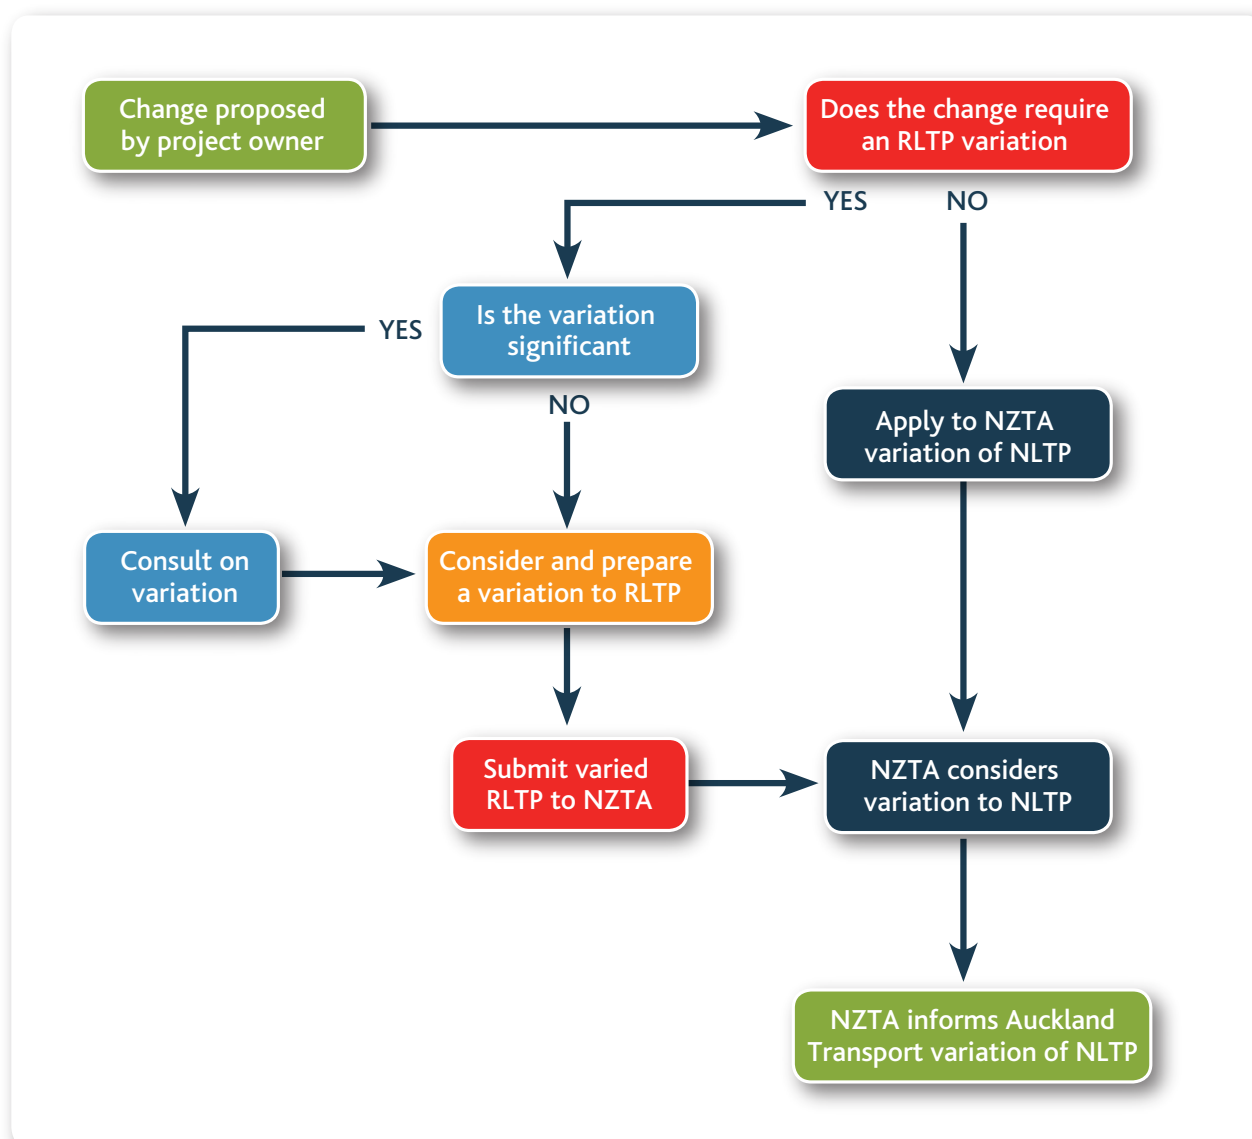 Change proposed
by project owner
Does the change require
an RLTP variation
YES
NO
Is the variation
significant
YES
NO
Apply to NZTA
variation of NLTP
Consult on
variation
Consider and prepare
a variation to RLTP
Submit varied
RLTP to NZTA
NZTA considers
variation to NLTP
NZTA informs Auckland
Transport variation of NLTP